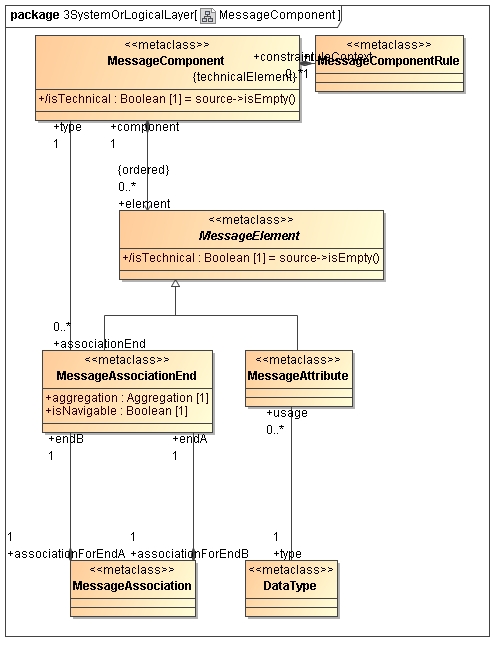 package 3SystemOrLogicalLayer[ MessageComponent ]
<<metaclass>>
MessageComponent
{technicalElement}
+/isTechnical : Boolean [1] = source->isEmpty()
0..*
1
<<metaclass>>
MessageComponentRule
+type
1
+component
1
{ordered}
0..*
+element
<<metaclass>>
MessageElement
+/isTechnical : Boolean [1] = source->isEmpty()
0..*
+associationEnd
<<metaclass>>
MessageAssociationEnd
+aggregation : Aggregation [1]
+isNavigable : Boolean [1]
<<metaclass>>
MessageAttribute
+usage
0..*
+endB
1
+endA
1
1
+associationForEndA
1
+associationForEndB
1
+type
<<metaclass>>
MessageAssociation
<<metaclass>>
DataType